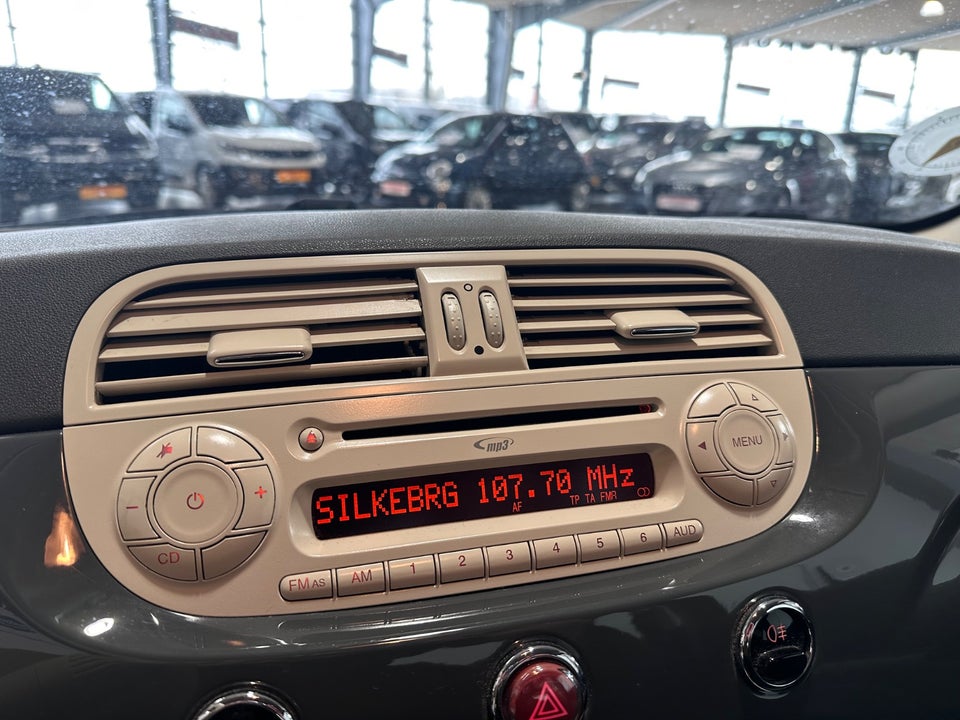 mp3
SILKEBRG 107.70 MHz
AF TP TA FMR
MENU
CD
FM AS AM 1 2 3 4 5 6 AUD